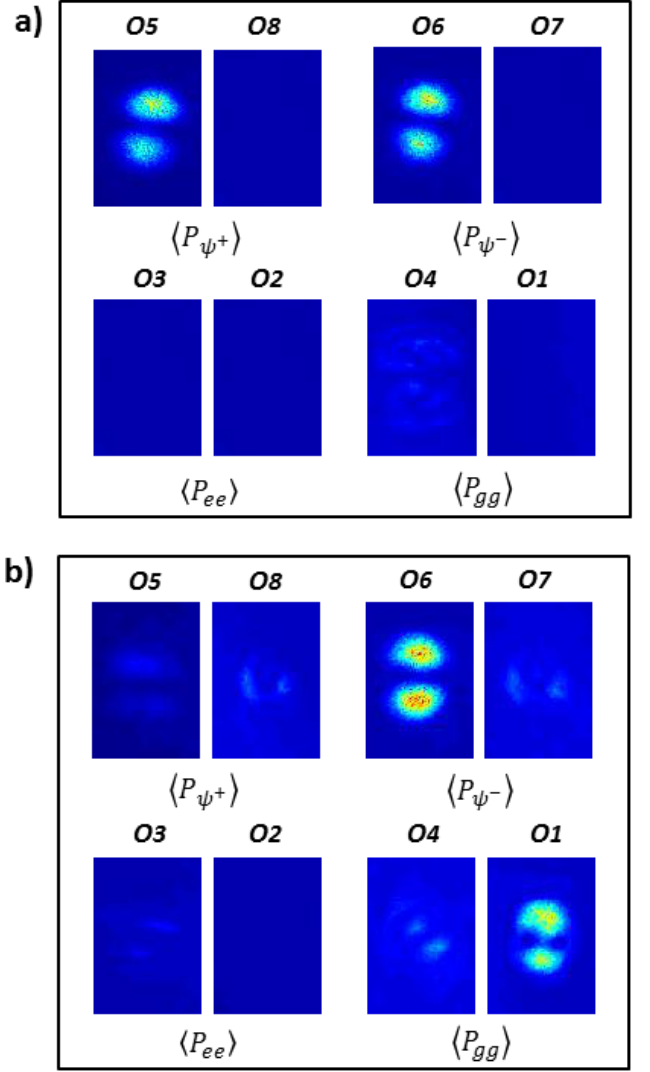 a)
O5 O8 O6 O7
⟨P_ψ⁺⟩ ⟨P_ψ⁻⟩
O3 O2 O4 O1
⟨P_ee⟩ ⟨P_gg⟩
b)
O5 O8 O6 O7
⟨P_ψ⁺⟩ ⟨P_ψ⁻⟩
O3 O2 O4 O1
⟨P_ee⟩ ⟨P_gg⟩